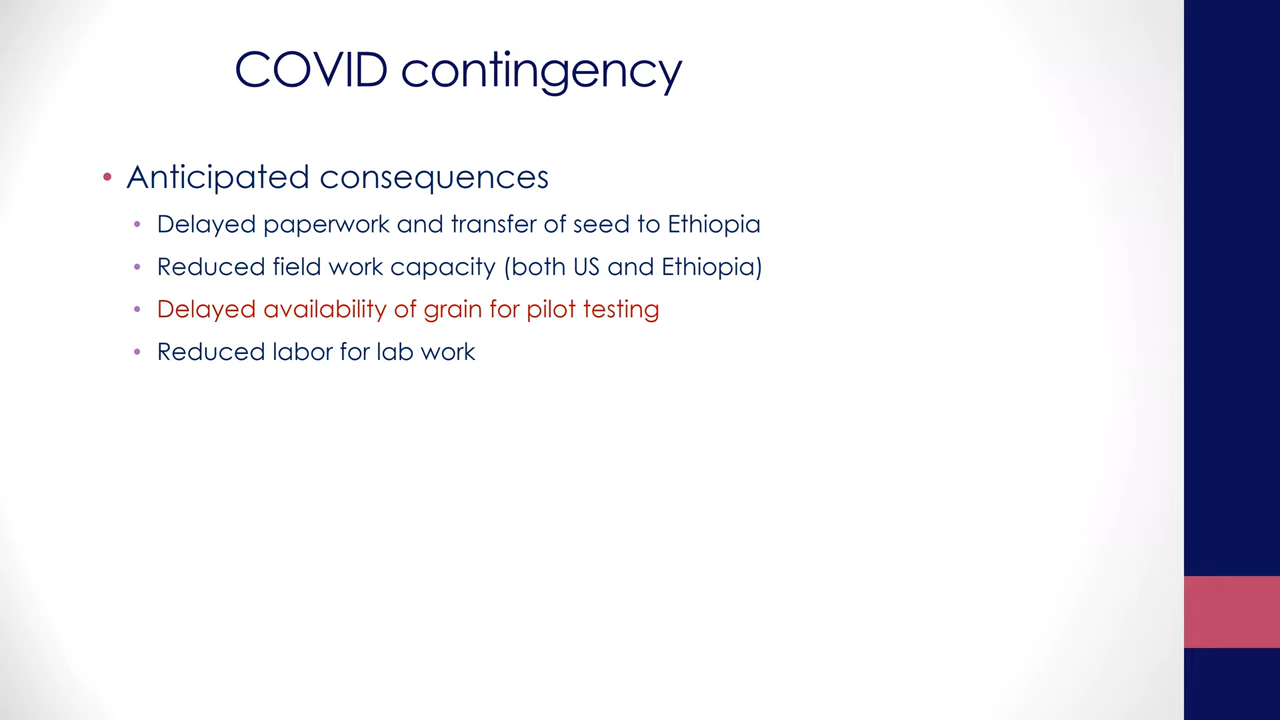 COVID contingency
• Anticipated consequences
• Delayed paperwork and transfer of seed to Ethiopia
• Reduced field work capacity (both US and Ethiopia)
• Delayed availability of grain for pilot testing
• Reduced labor for lab work